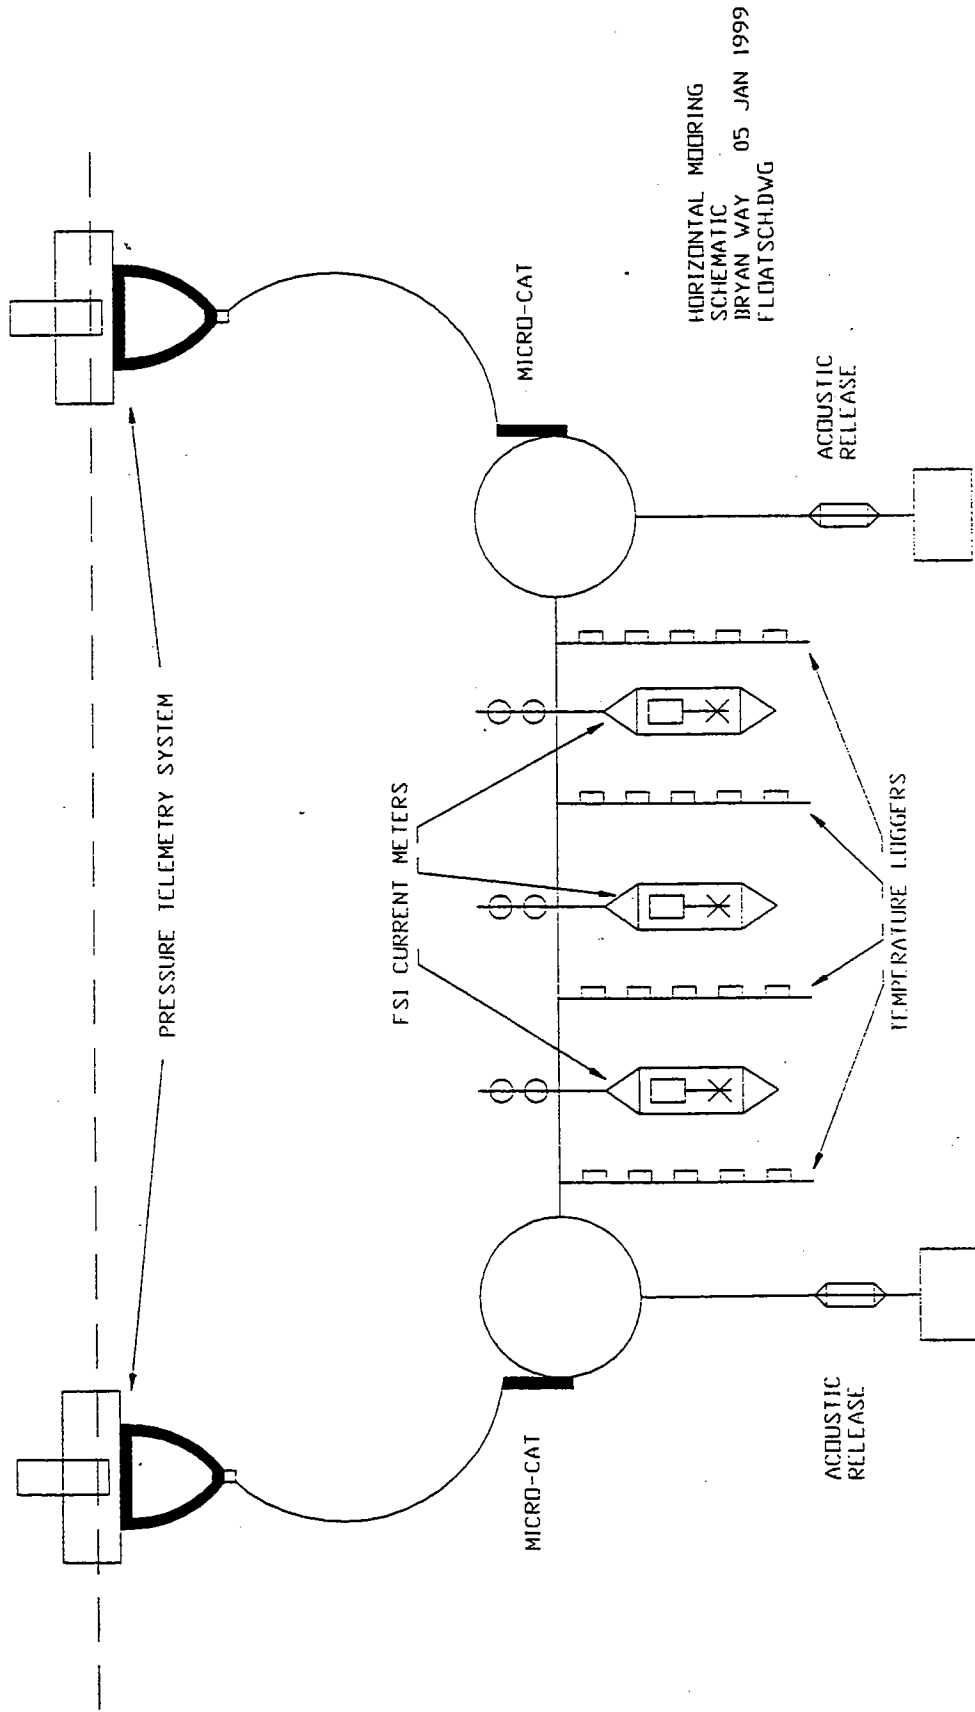 PRESSURE TELEMETRY SYSTEM
FSI CURRENT METERS
MICRO-CAT
MICRO-CAT
TEMPERATURE LOGGERS
ACOUSTIC
RELEASE
ACOUSTIC
RELEASE
HORIZONTAL MOORING
SCHEMATIC
BRYAN WAY 05 JAN 1999
FLOATSCH.DWG